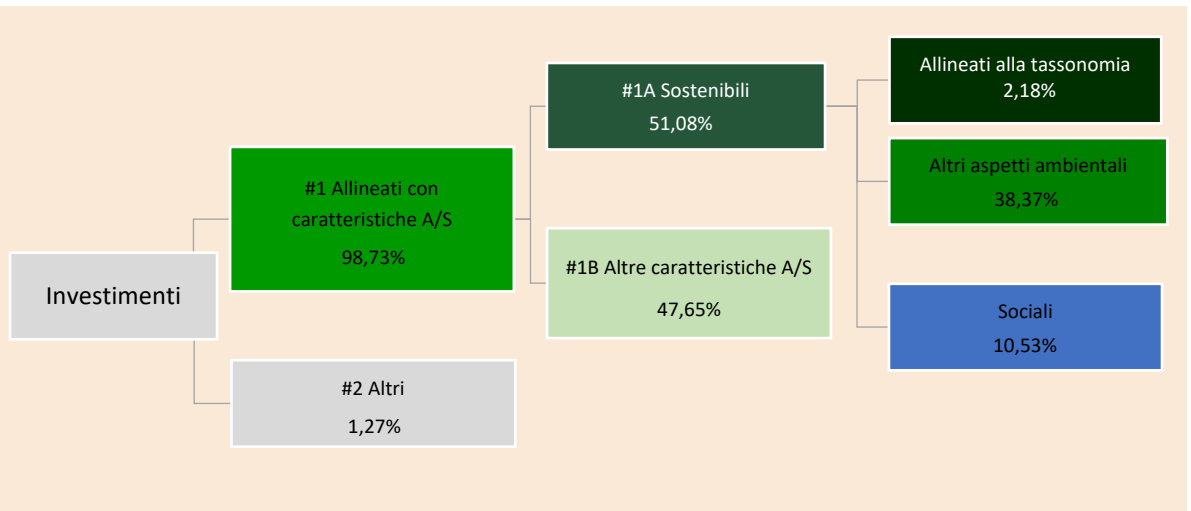 Investimenti
#1 Allineati con
caratteristiche A/S
98,73%
#2 Altri
1,27%
#1A Sostenibili
51,08%
#1B Altre caratteristiche A/S
47,65%
Allineati alla tassonomia
2,18%
Altri aspetti ambientali
38,37%
Sociali
10,53%